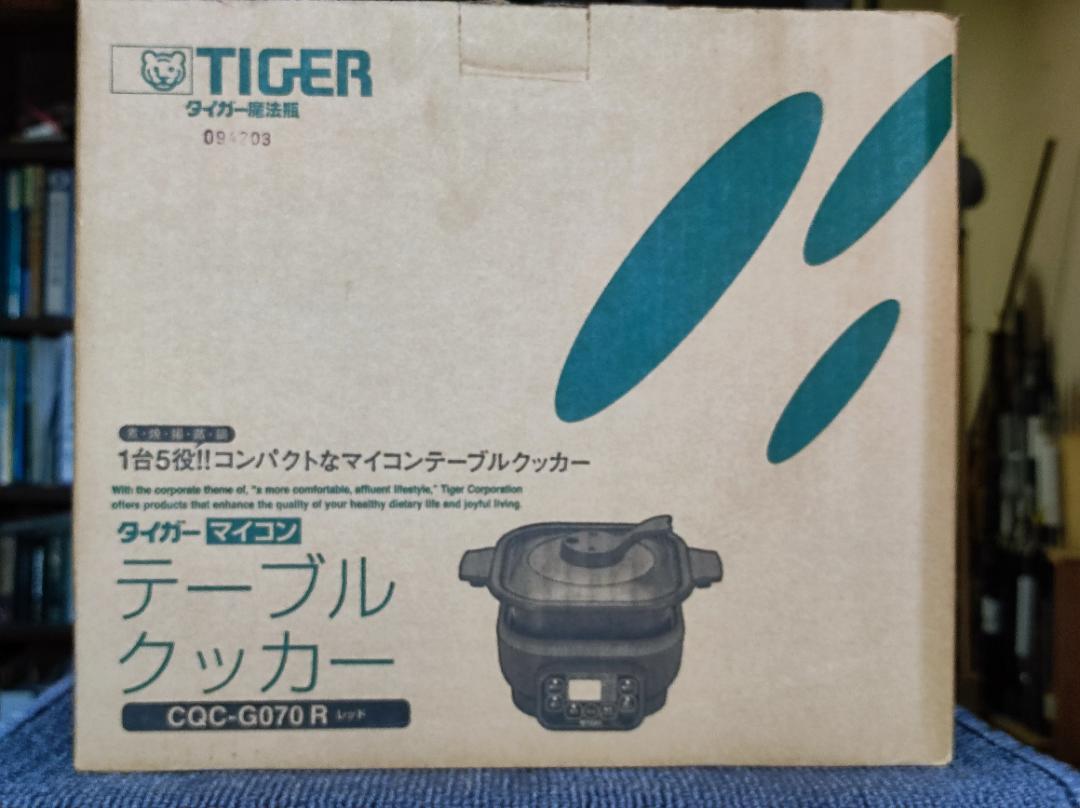 TIGER
タイガー魔法瓶
煮・焼・揚・蒸・鍋
1台5役!!コンパクトなマイコンテーブルクッカー
With the corporate theme of, "a more comfortable, affluent lifestyle," Tiger Corporation
offers products that enhance the quality of your healthy dietary life and joyful living.
タイガー マイコン
テーブル
クッカー
CQC-G070 R レッド